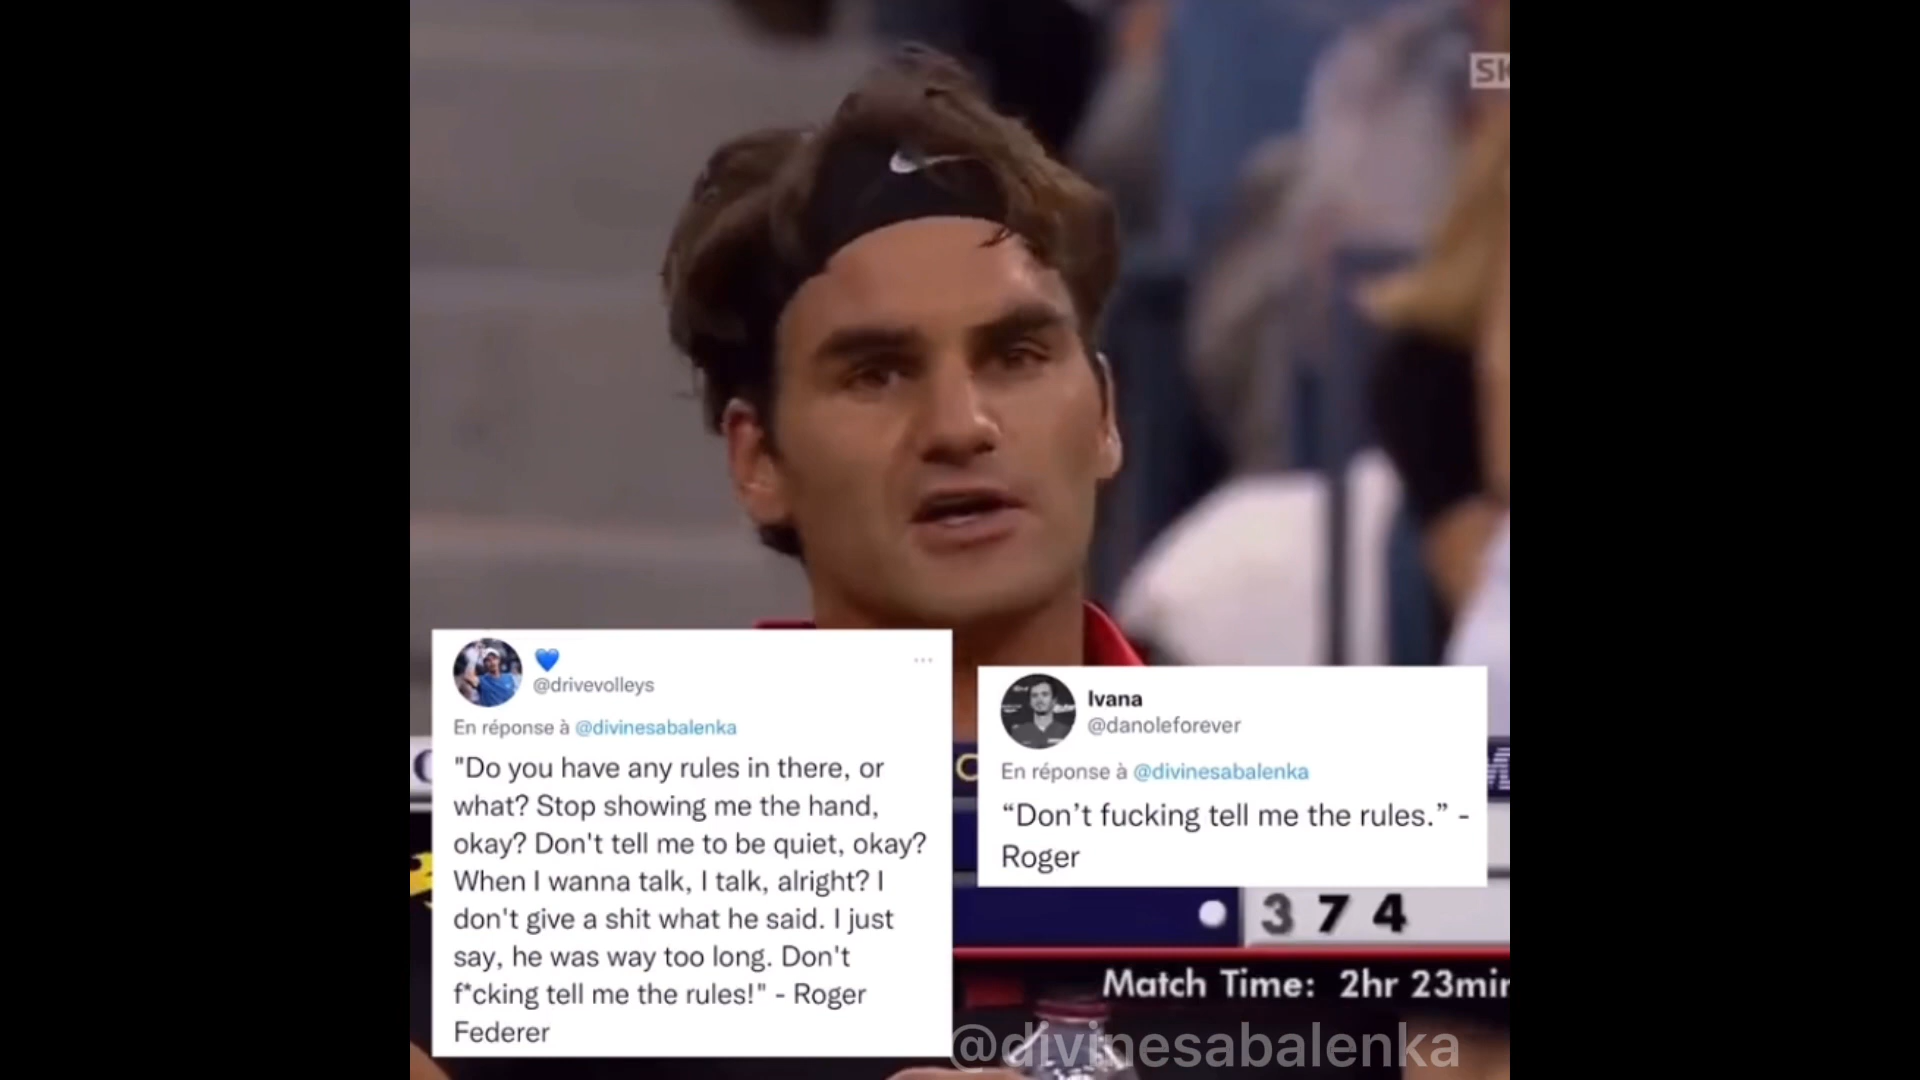 SK
💙
@drivevolleys
En réponse à @divinesabalenka
"Do you have any rules in there, or
what? Stop showing me the hand,
okay? Don't tell me to be quiet, okay?
When I wanna talk, I talk, alright? I
don't give a shit what he said. I just
say, he was way too long. Don't
f*cking tell me the rules!" - Roger
Federer
Ivana
@danoleforever
En réponse à @divinesabalenka
“Don’t fucking tell me the rules.” -
Roger
3 7 4
Match Time: 2hr 23min
@divinesabalenka